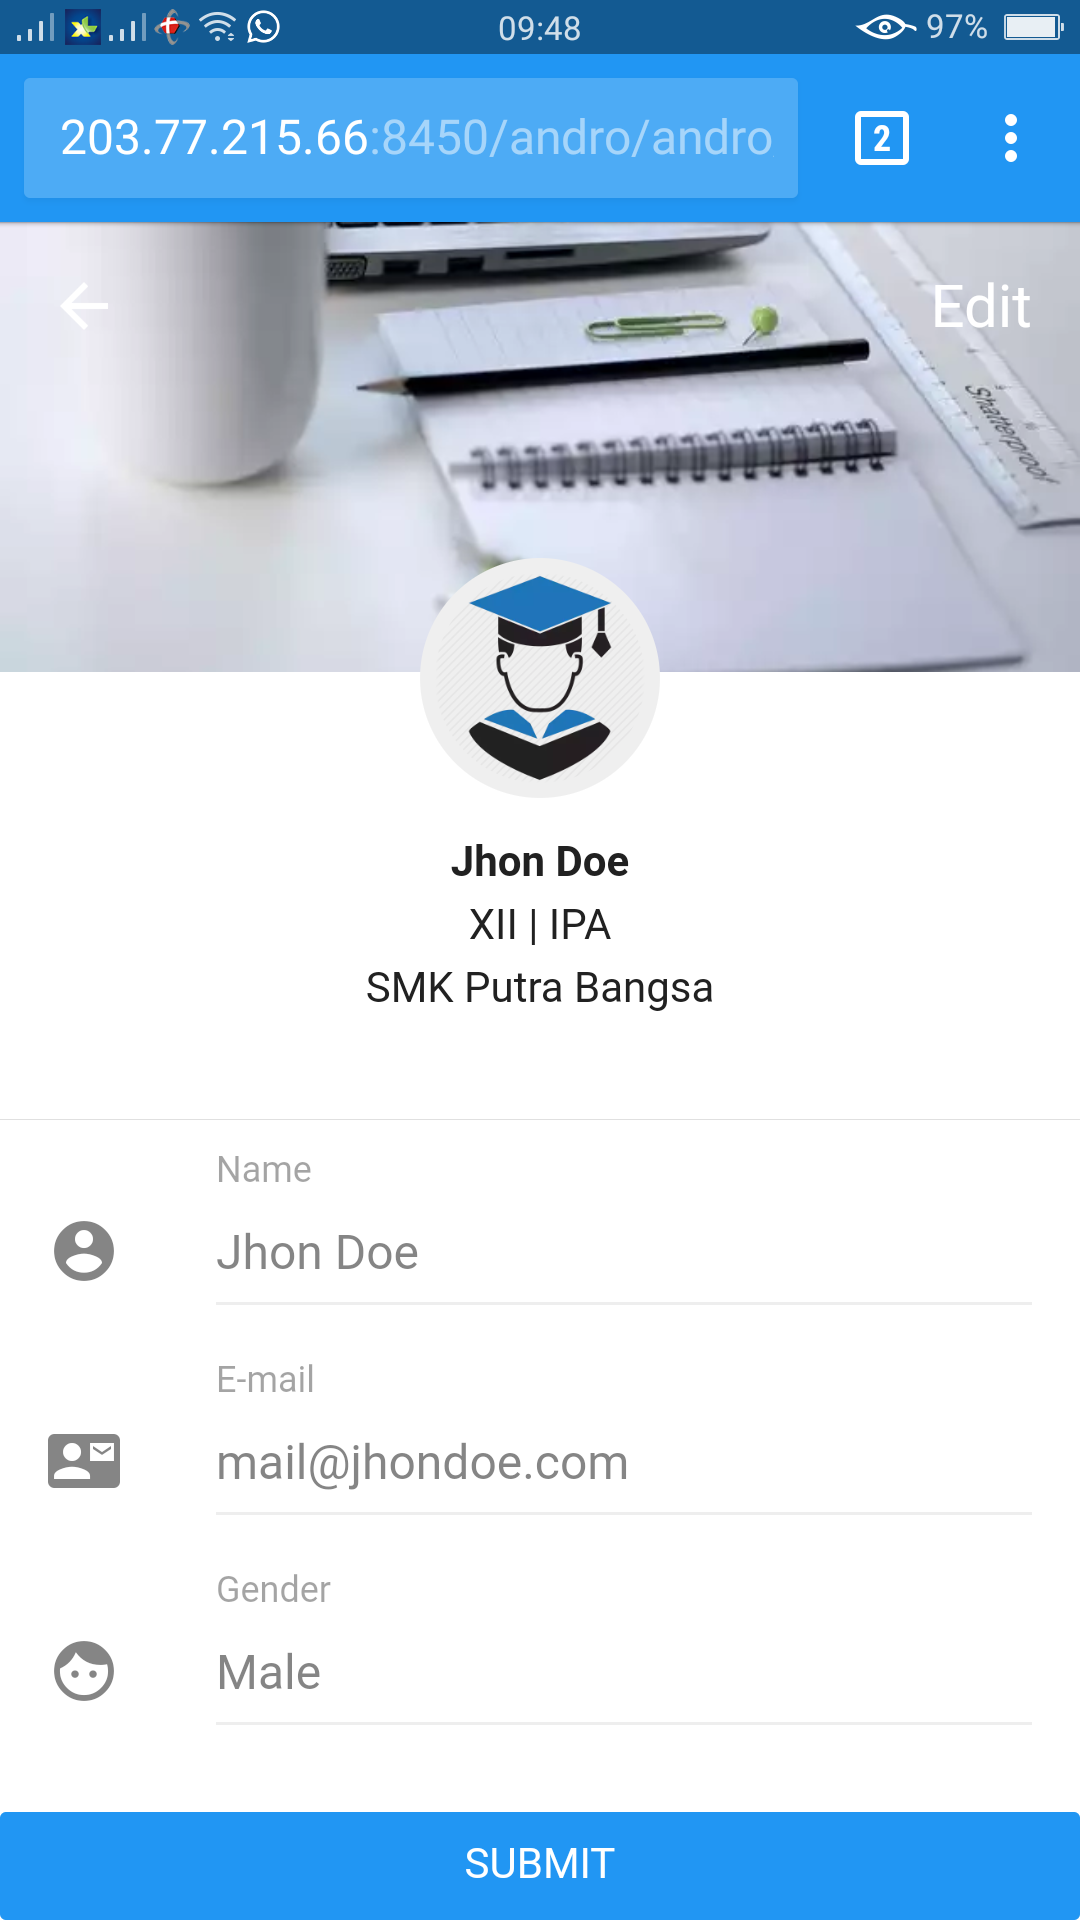 09:48
97%
203.77.215.66:8450/andro/andro
2
Edit
Shatterproof
Jhon Doe
XII | IPA
SMK Putra Bangsa
Name
Jhon Doe
E-mail
mail@jhondoe.com
Gender
Male
SUBMIT